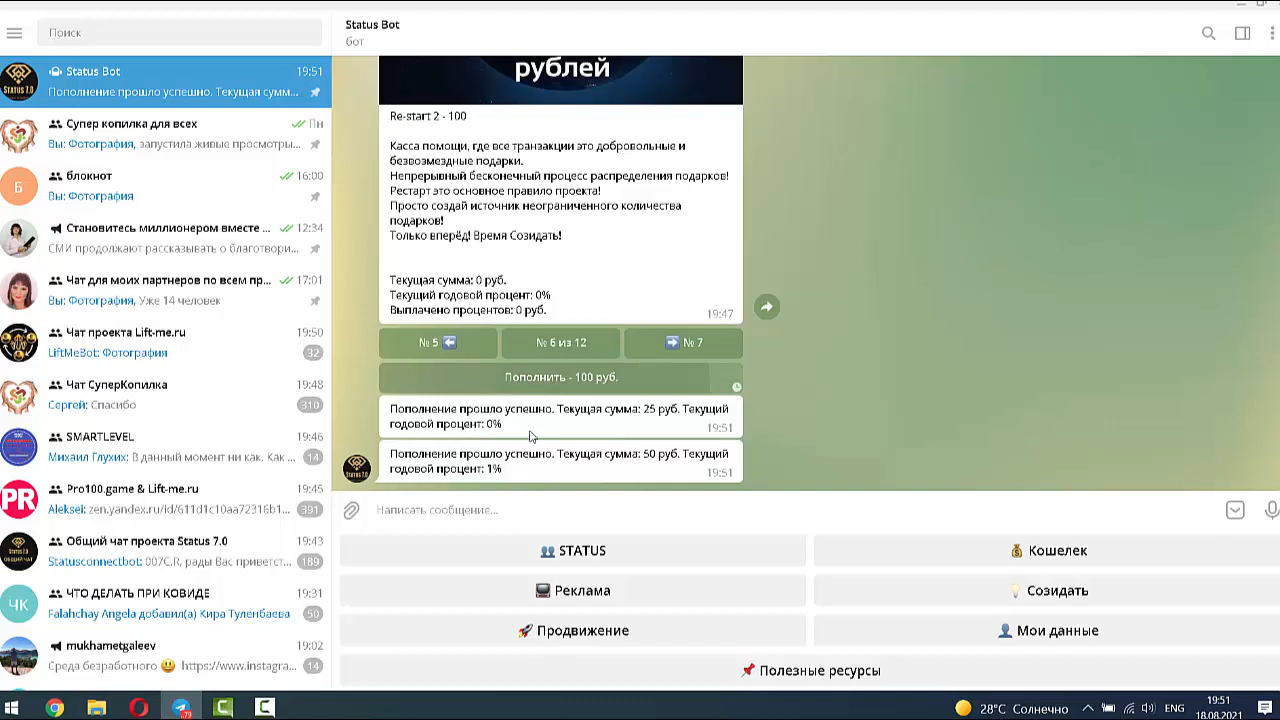 Поиск
Status Bot
19:51
Пополнение прошло успешно. Текущая сумм...
Супер копилка для всех
Пн
Вы: Фотография, запустила живые просмотры...
блокнот
16:00
Б
Вы: Фотография
Становитесь миллионером вместе ...
12:34
СМИ продолжают рассказывать о благотвори...
Чат для моих партнеров по всем пр...
17:01
Вы: Фотография, Уже 14 человек
Чат проекта Lift-me.ru
19:50
LiftMeBot: Фотография
32
Чат СуперКопилка
19:48
Сергей: Спасибо
310
SMARTLEVEL
19:46
Михаил Глухих: В данный момент ни как. Как ...
14
Pro100.game & Lift-me.ru
19:45
PR
Aleksei: zen.yandex.ru/id/611d1c10aa72316b1...
391
Общий чат проекта Status 7.0
19:43
Statusconnectbot: 007C.R, рады Вас приветст...
189
ЧТО ДЕЛАТЬ ПРИ КОВИДЕ
19:31
ЧК
Falahchay Angela добавил(а) Кира Туленбаева
50
mukhametgaleev
19:02
Среда безработного https://www.instagra...
14
Status Bot
бот
рублей
Re-start 2 - 100
Касса помощи, где все транзакции это добровольные и
безвозмездные подарки.
Непрерывный бесконечный процесс распределения подарков!
Рестарт это основное правило проекта!
Просто создай источник неограниченного количества
подарков!
Только вперёд! Время Созидать!
Текущая сумма: 0 руб.
Текущий годовой процент: 0%
Выплачено процентов: 0 руб.
19:47
№ 5 ⬅️
№ 6 из 12
➡️ № 7
Пополнить - 100 руб.
Пополнение прошло успешно. Текущая сумма: 25 руб. Текущий
годовой процент: 0%
19:51
Пополнение прошло успешно. Текущая сумма: 50 руб. Текущий
годовой процент: 1%
19:51
Написать сообщение...
STATUS
Кошелек
Реклама
Созидать
Продвижение
Мои данные
Полезные ресурсы
79
28°C Солнечно
ENG
19:51
18.08.2021